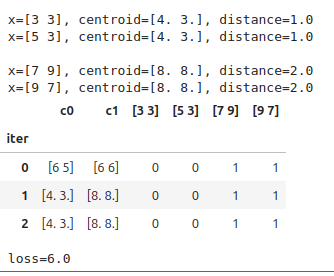 x=[3 3], centroid=[4. 3.], distance=1.0
x=[5 3], centroid=[4. 3.], distance=1.0
x=[7 9], centroid=[8. 8.], distance=2.0
x=[9 7], centroid=[8. 8.], distance=2.0
c0 c1 [3 3] [5 3] [7 9] [9 7]
iter
0 [6 5] [6 6] 0 0 1 1
1 [4. 3.] [8. 8.] 0 0 1 1
2 [4. 3.] [8. 8.] 0 0 1 1
loss=6.0